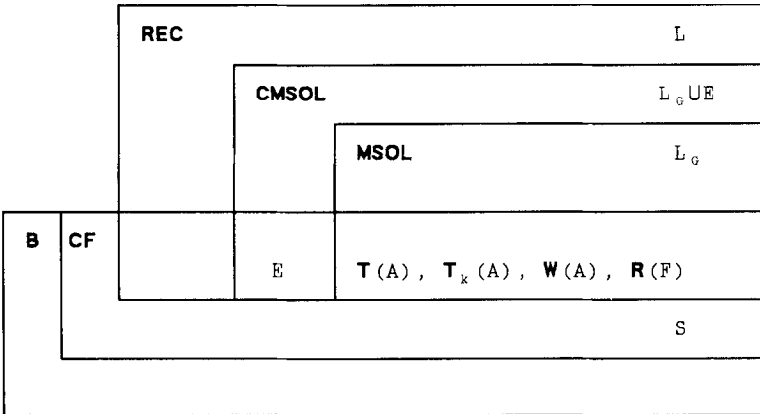 REC L
CMSOL L_G∪E
MSOL L_G
B CF
E T(A), T_k(A), W(A), R(F)
S